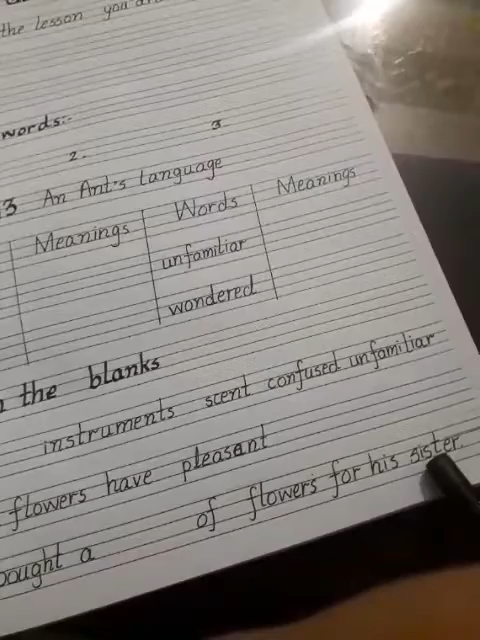 the lesson you
words:-
2. 3
13 An Ant's Language
Meanings Words Meanings
unfamiliar
wondered
the blanks
instruments scent confused unfamiliar
flowers have pleasant
bought a of flowers for his sister